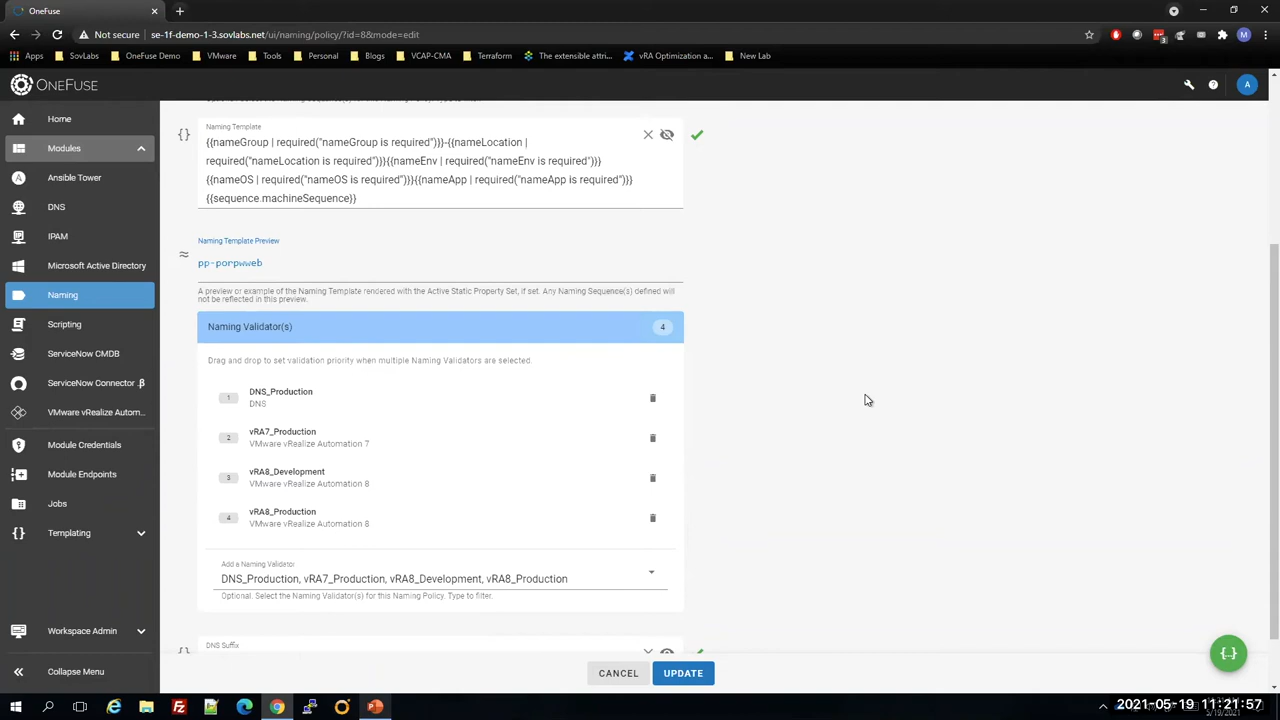 OneFuse
Not secure
se-1f-demo-1-3.sovlabs.net/ui/naming/policy/?id=8&mode=edit
M
Apps
SovLabs
OneFuse Demo
VMware
Tools
Personal
Blogs
VCAP-CMA
Terraform
The extensible attri...
vRA Optimization a...
New Lab
ONEFUSE
A
Home
Modules
Ansible Tower
DNS
IPAM
Microsoft Active Directory
Naming
Scripting
ServiceNow CMDB
ServiceNow Connector .β
VMware vRealize Autom...
Module Credentials
Module Endpoints
Jobs
Templating
Workspace Admin
Collapse Menu
Naming Template
{{nameGroup | required("nameGroup is required")}}-{{nameLocation |
required("nameLocation is required")}}{{nameEnv | required("nameEnv is required")}}
{{nameOS | required("nameOS is required")}}{{nameApp | required("nameApp is required")}}
{{sequence.machineSequence}}
Naming Template Preview
pp-porpwweb
A preview or example of the Naming Template rendered with the Active Static Property Set, if set. Any Naming Sequence(s) defined will
not be reflected in this preview.
Naming Validator(s)
4
Drag and drop to set validation priority when multiple Naming Validators are selected.
1
DNS_Production
DNS
2
vRA7_Production
VMware vRealize Automation 7
3
vRA8_Development
VMware vRealize Automation 8
4
vRA8_Production
VMware vRealize Automation 8
Add a Naming Validator
DNS_Production, vRA7_Production, vRA8_Development, vRA8_Production
Optional. Select the Naming Validator(s) for this Naming Policy. Type to filter.
DNS Suffix
CANCEL
UPDATE
2021-05-19 11:21:57
5/19/2021